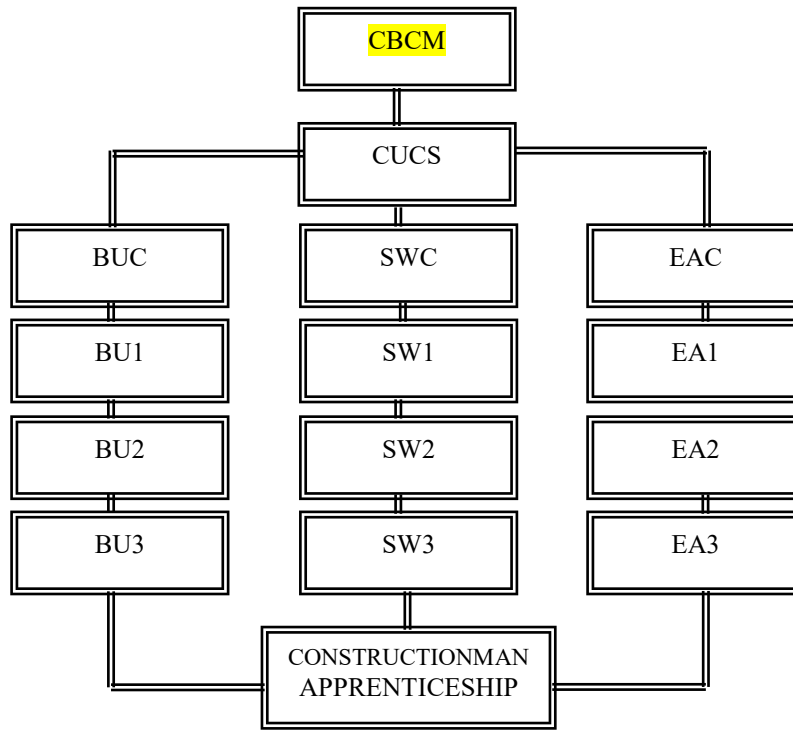 CBCM
CUCS
BUC
SWC
EAC
BU1
SW1
EA1
BU2
SW2
EA2
BU3
SW3
EA3
CONSTRUCTIONMAN
APPRENTICESHIP